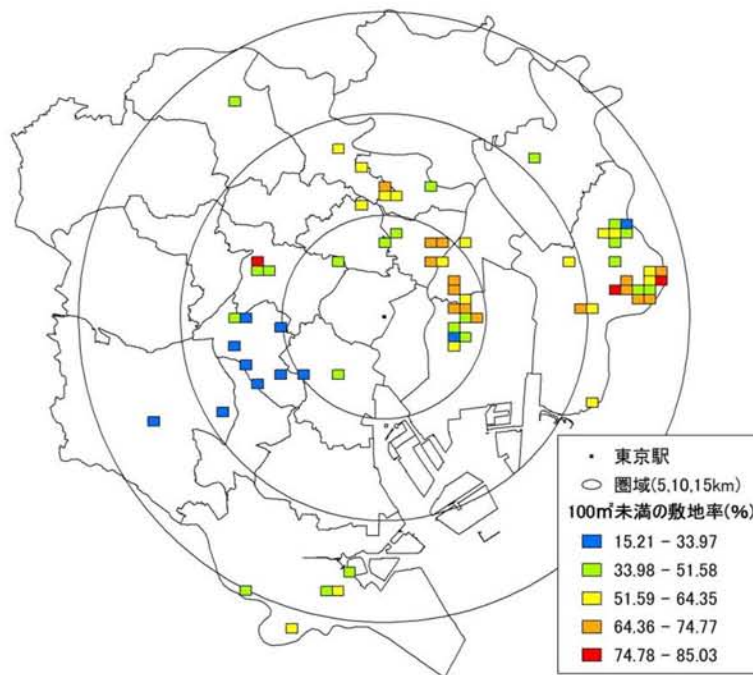 東京駅
圏域(5,10,15km)
100㎡未満の敷地率(%)
15.21 - 33.97
33.98 - 51.58
51.59 - 64.35
64.36 - 74.77
74.78 - 85.03